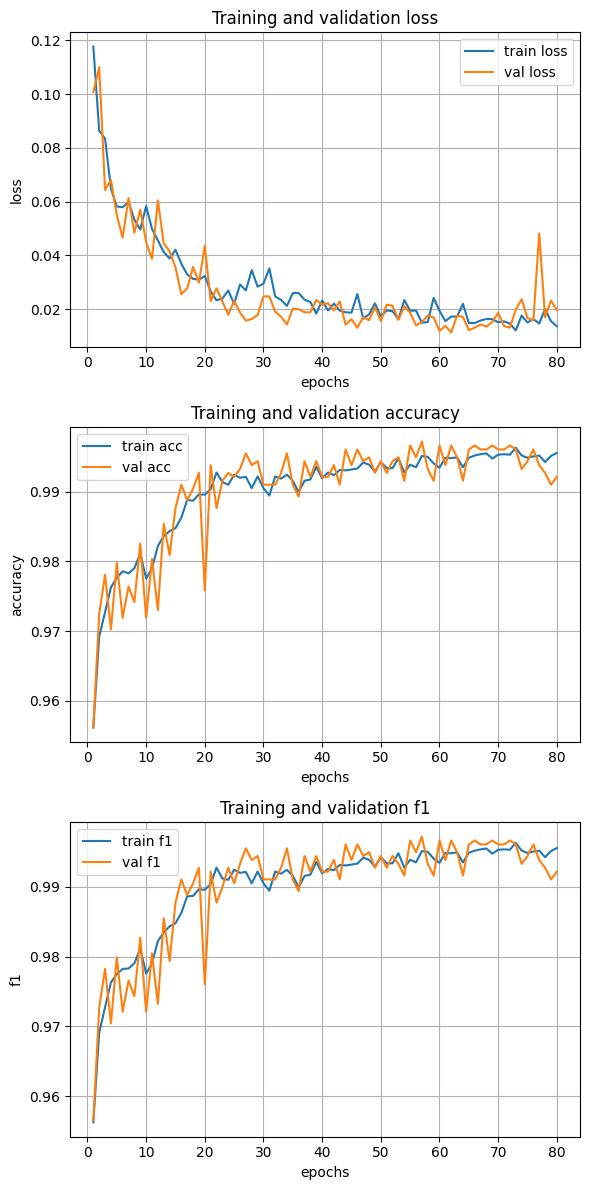 Training and validation loss
0.12
0.10
0.08
0.06
0.04
0.02
loss
train loss
val loss
0 10 20 30 40 50 60 70 80
epochs
Training and validation accuracy
0.99
0.98
0.97
0.96
accuracy
train acc
val acc
0 10 20 30 40 50 60 70 80
epochs
Training and validation f1
0.99
0.98
0.97
0.96
f1
train f1
val f1
0 10 20 30 40 50 60 70 80
epochs